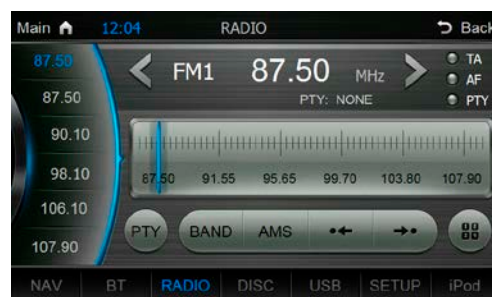 Main 12:04 RADIO Back
87.50
87.50
90.10
98.10
106.10
107.90
FM1 87.50 MHz
PTY: NONE
TA
AF
PTY
87.50 91.55 95.65 99.70 103.80 107.90
PTY BAND AMS
NAV BT RADIO DISC USB SETUP iPod